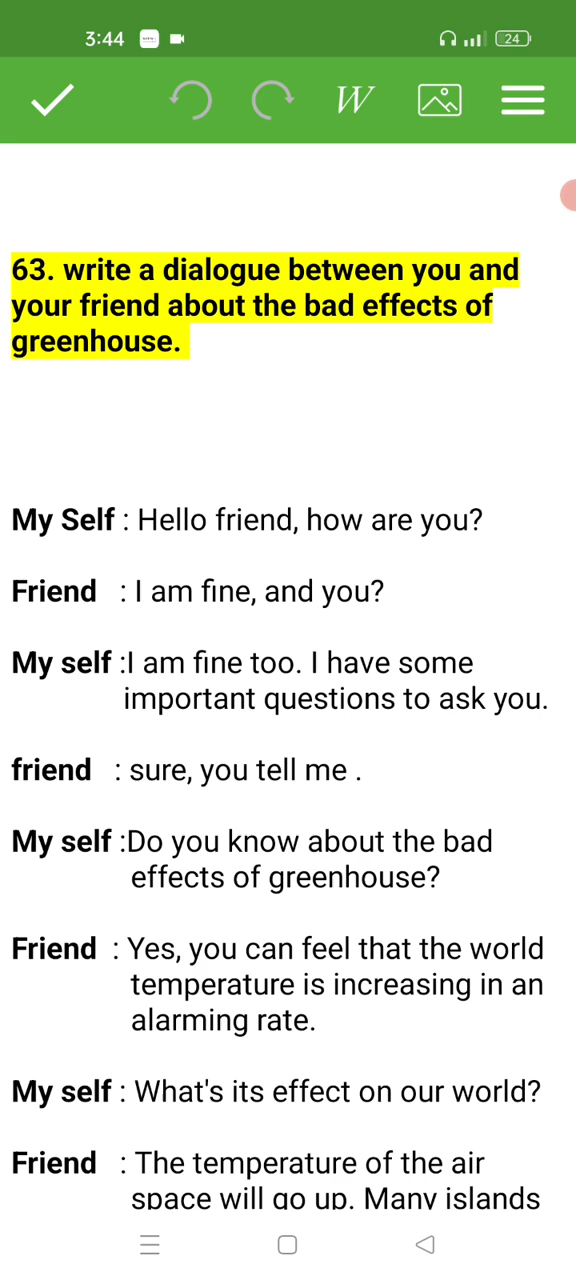 3:44
24
W
63. write a dialogue between you and
your friend about the bad effects of
greenhouse.
My Self : Hello friend, how are you?
Friend : I am fine, and you?
My self :I am fine too. I have some
important questions to ask you.
friend : sure, you tell me .
My self :Do you know about the bad
effects of greenhouse?
Friend : Yes, you can feel that the world
temperature is increasing in an
alarming rate.
My self : What's its effect on our world?
Friend : The temperature of the air
space will go up. Many islands